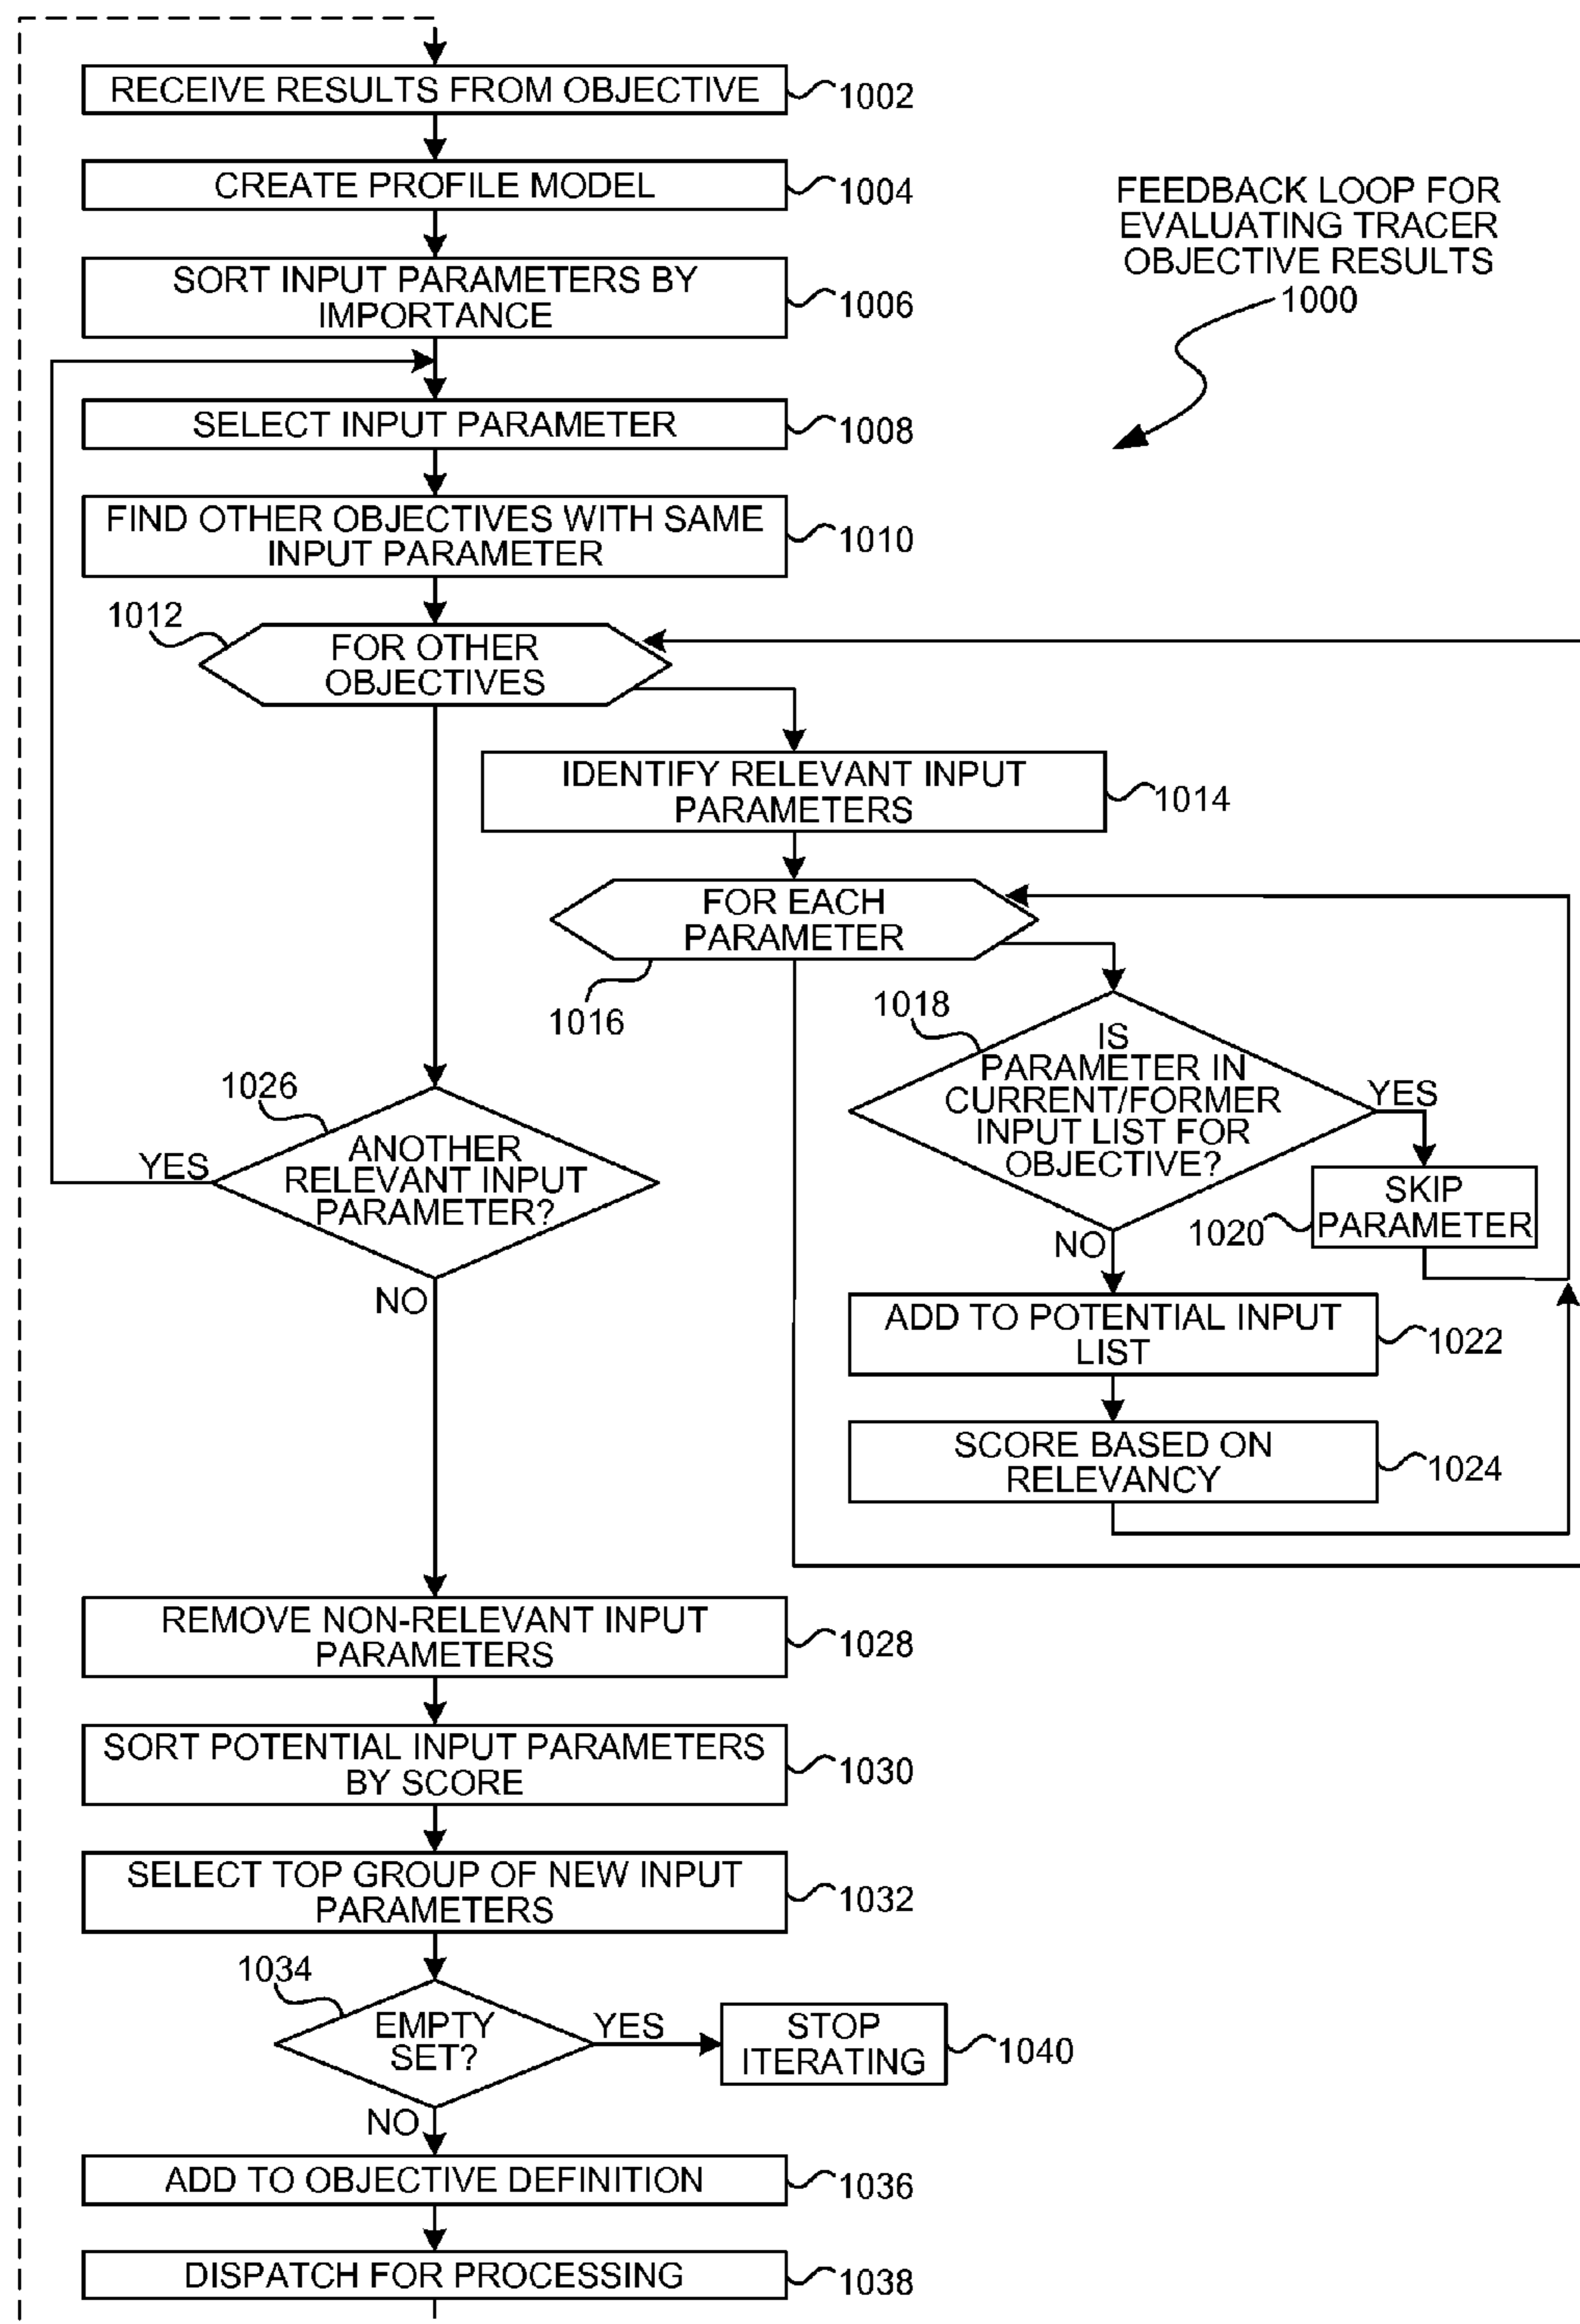 RECEIVE RESULTS FROM OBJECTIVE
1002
CREATE PROFILE MODEL
1004
FEEDBACK LOOP FOR
EVALUATING TRACER
OBJECTIVE RESULTS
1000
SORT INPUT PARAMETERS BY
IMPORTANCE
1006
SELECT INPUT PARAMETER
1008
FIND OTHER OBJECTIVES WITH SAME
INPUT PARAMETER
1010
1012
FOR OTHER
OBJECTIVES
IDENTIFY RELEVANT INPUT
PARAMETERS
1014
FOR EACH
PARAMETER
1016
1018
IS
PARAMETER IN
CURRENT/FORMER
INPUT LIST FOR
OBJECTIVE?
YES
SKIP
PARAMETER
1020
NO
ADD TO POTENTIAL INPUT
LIST
1022
SCORE BASED ON
RELEVANCY
1024
1026
ANOTHER
RELEVANT INPUT
PARAMETER?
YES
NO
REMOVE NON-RELEVANT INPUT
PARAMETERS
1028
SORT POTENTIAL INPUT PARAMETERS
BY SCORE
1030
SELECT TOP GROUP OF NEW INPUT
PARAMETERS
1032
1034
EMPTY
SET?
YES
STOP
ITERATING
1040
NO
ADD TO OBJECTIVE DEFINITION
1036
DISPATCH FOR PROCESSING
1038